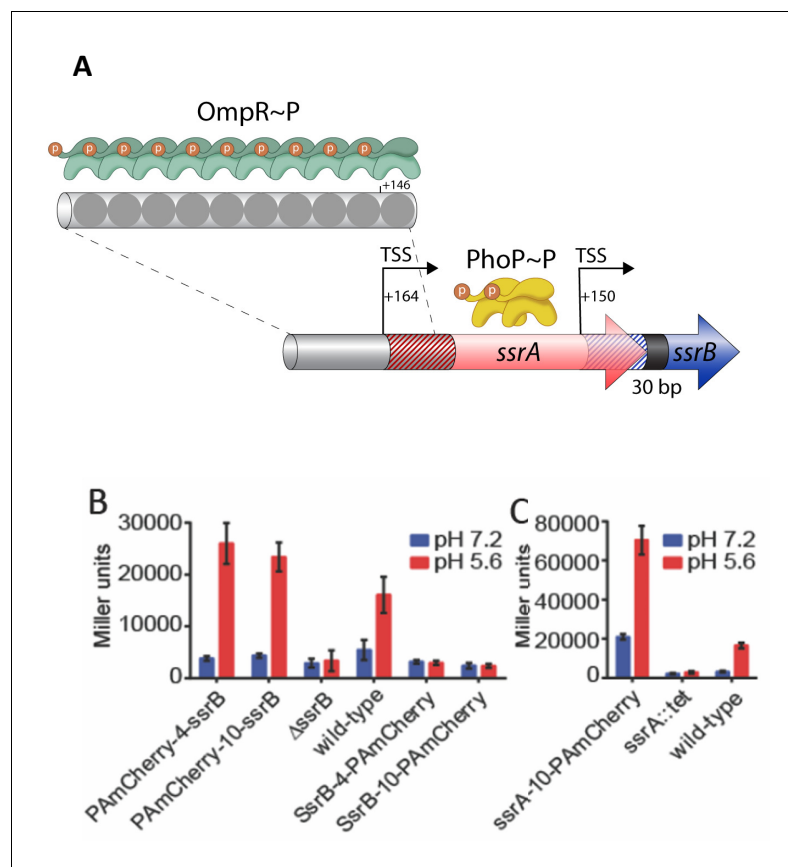 A
OmpR~P
P P P P P P P P P P
+146
TSS
PhoP~P
TSS
+164
P P
+150
ssrA
ssrB
30 bp
B
30000
20000
10000
0
Miller units
pH 7.2
pH 5.6
PAmCherry-4-ssrB
PAmCherry-10-ssrB
ΔssrB
wild-type
SsrB-4-PAmCherry
SsrB-10-PAmCherry
C
80000
60000
40000
20000
0
Miller units
pH 7.2
pH 5.6
ssrA-10-PAmCherry
ssrA::tet
wild-type